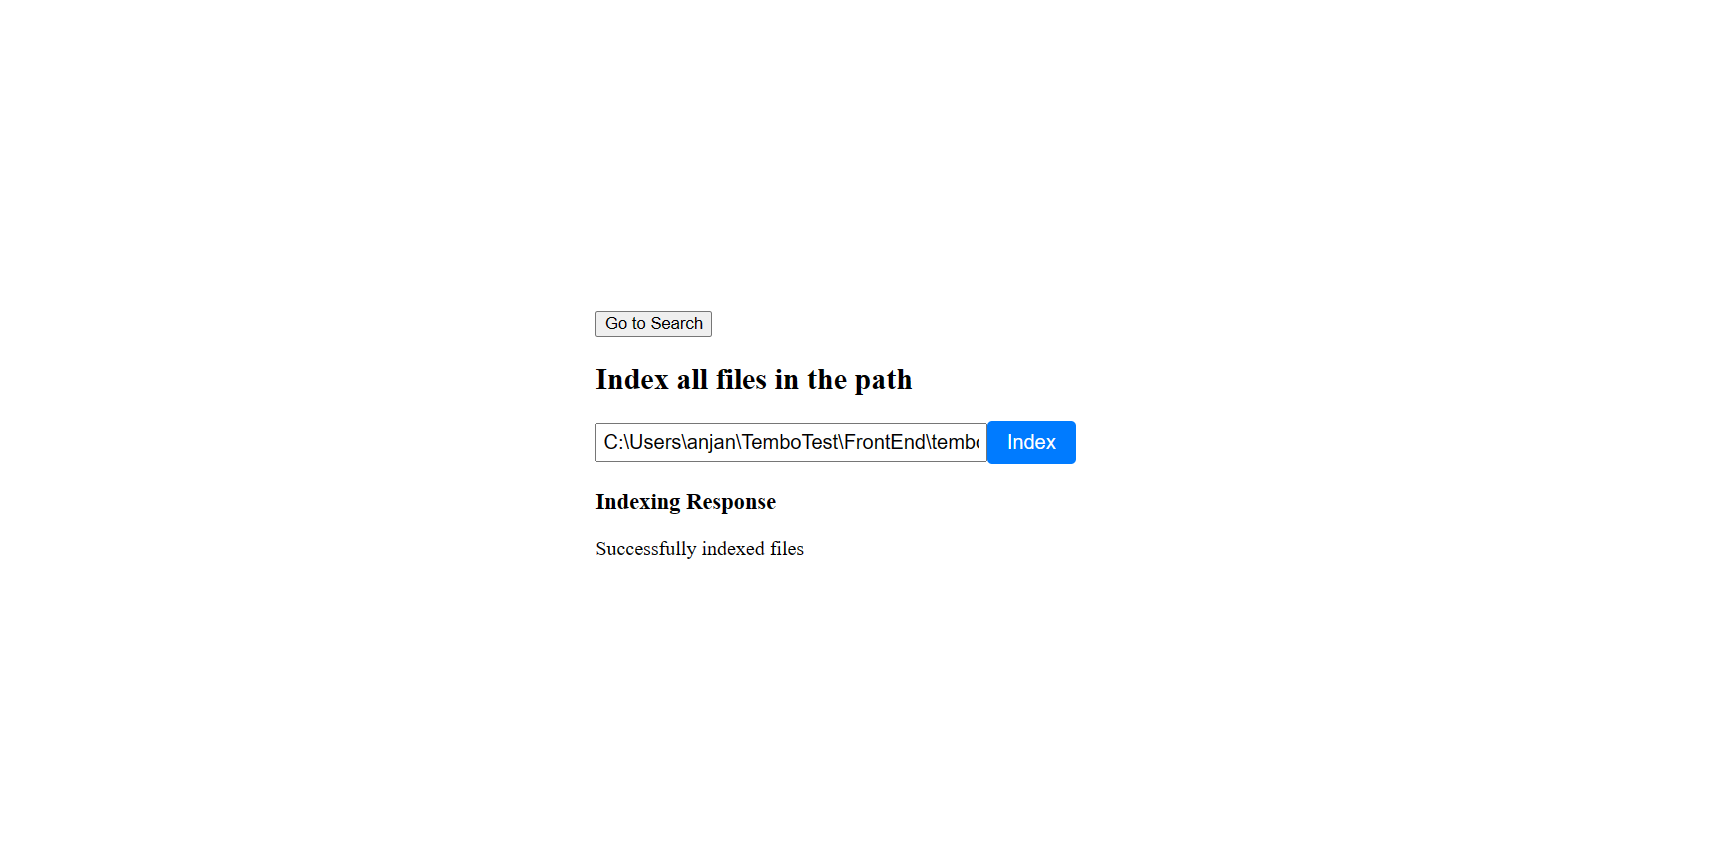 Go to Search
Index all files in the path
C:\Users\anjan\TemboTest\FrontEnd\temb Index
Indexing Response
Successfully indexed files